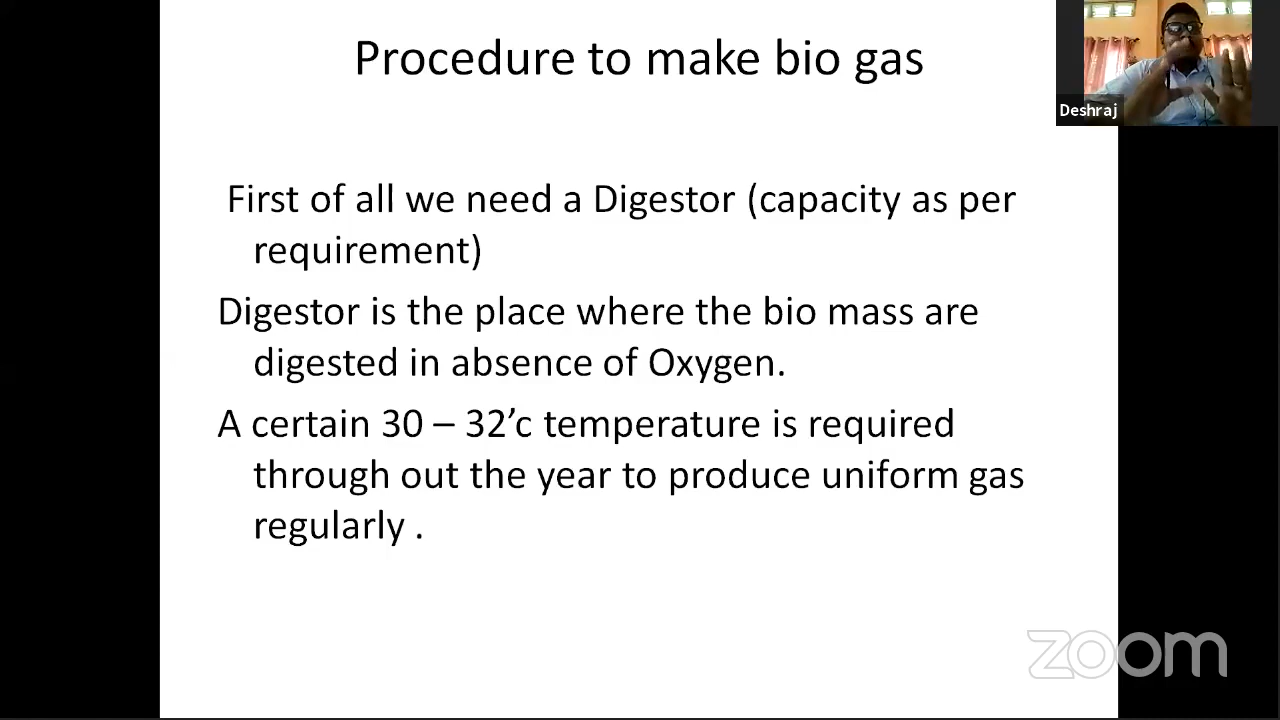 Procedure to make bio gas
Deshraj
First of all we need a Digestor (capacity as per
requirement)
Digestor is the place where the bio mass are
digested in absence of Oxygen.
A certain 30 – 32’c temperature is required
through out the year to produce uniform gas
regularly .
zoom